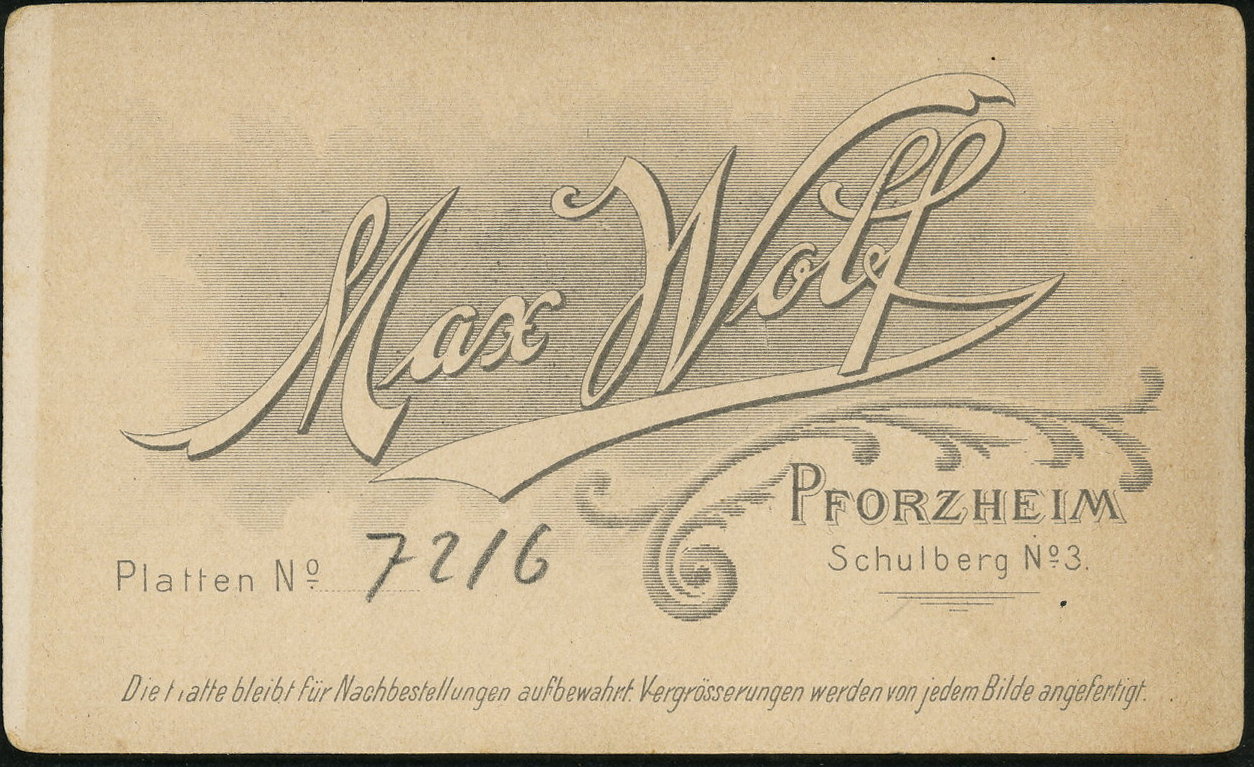 Max Wolf
PFORZHEIM
Schulberg Nº 3.
Platten Nº 7216
Die Platte bleibt für Nachbestellungen aufbewahrt. Vergrösserungen werden von jedem Bilde angefertigt.